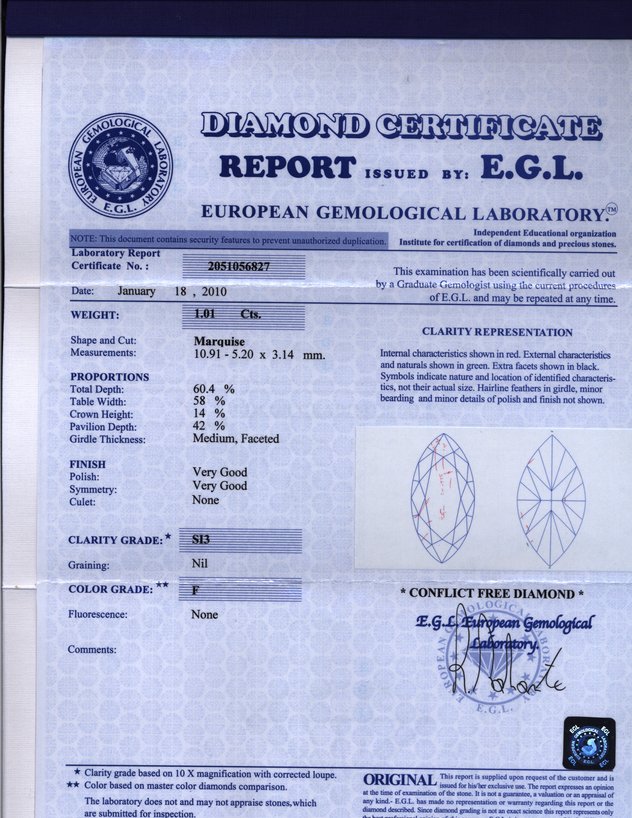 EUROPEAN GEMOLOGICAL LABORATORY
E.G.L.
DIAMOND CERTIFICATE
REPORT ISSUED BY: E.G.L.
EUROPEAN GEMOLOGICAL LABORATORY.™
Independent Educational organization
Institute for certification of diamonds and precious stones.
NOTE: This document contains security features to prevent unauthorized duplication.
Laboratory Report
Certificate No. : 2051056827
Date: January 18 , 2010
WEIGHT: 1.01 Cts.
Shape and Cut: Marquise
Measurements: 10.91 - 5.20 x 3.14 mm.
PROPORTIONS
Total Depth: 60.4 %
Table Width: 58 %
Crown Height: 14 %
Pavilion Depth: 42 %
Girdle Thickness: Medium, Faceted
FINISH
Polish: Very Good
Symmetry: Very Good
Culet: None
CLARITY GRADE:★ SI3
Graining: Nil
COLOR GRADE:★★ F
Fluorescence: None
Comments:
This examination has been scientifically carried out
by a Graduate Gemologist using the current procedures
of E.G.L. and may be repeated at any time.
CLARITY REPRESENTATION
Internal characteristics shown in red. External characteristics
and naturals shown in green. Extra facets shown in black.
Symbols indicate nature and location of identified characteris-
tics, not their actual size. Hairline feathers in girdle, minor
bearding and minor details of polish and finish not shown.
* CONFLICT FREE DIAMOND *
E.G.L. European Gemological
Laboratory.
E.G.L.
EGL
EGL
EGL
EGL
★ Clarity grade based on 10 X magnification with corrected loupe.
★★ Color based on master color diamonds comparison.
The laboratory does not and may not appraise stones, which
are submitted for inspection.
ORIGINAL This report is supplied upon request of the customer and is
issued for his/her exclusive use. The report expresses an opinion
at the time of examination of the stone. It is not a guarantee, a valuation or an appraisal of
any kind.- E.G.L. has made no representation or warranty regarding this report or the
diamond described. Since diamond grading is not an exact science this report represents only